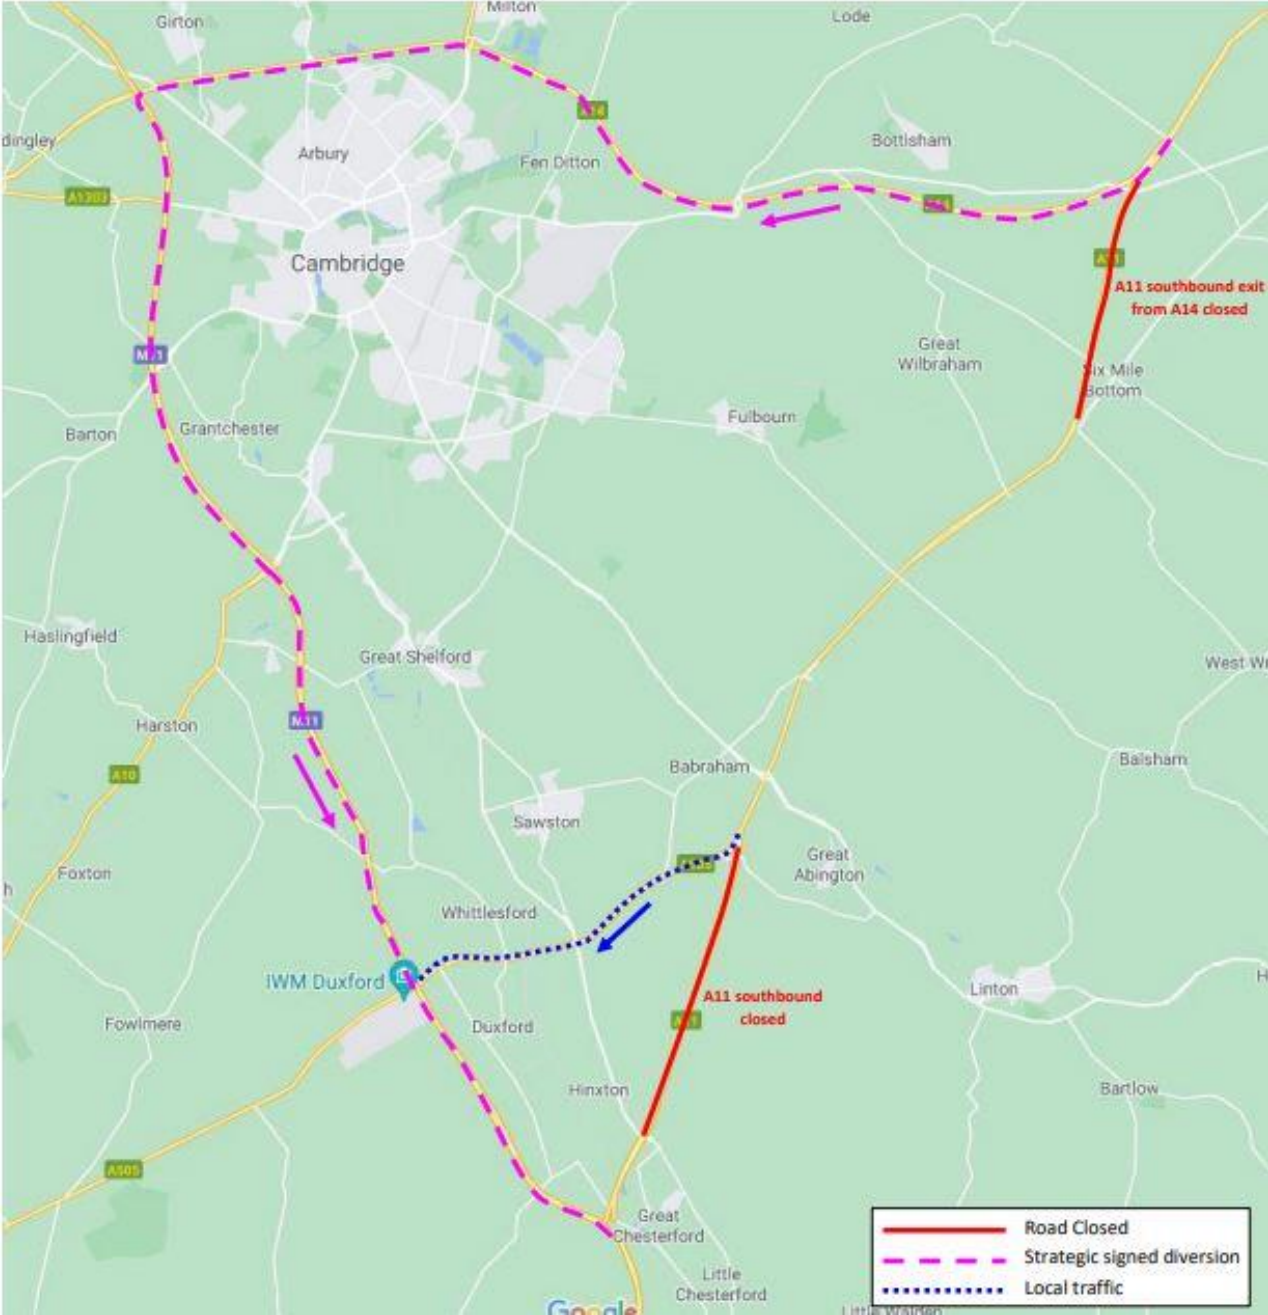 Milton
Girton
Lode
dingley
Arbury
Bottisham
Fen Ditton
A14
A1303
Cambridge
A11 southbound exit
from A14 closed
M11
Great
Wilbraham
Six Mile
Bottom
Fulbourn
Barton
Grantchester
Haslingfield
Great Shelford
West Wr
M11
Harston
A10
Babraham
Balsham
Sawston
Great
Abington
Foxton
h
Whittlesford
IWM Duxford
Linton
H
A11 southbound
closed
Fowlmere
Duxford
Hinxton
Bartlow
A505
Great
Chesterford
Road Closed
Strategic signed diversion
Local traffic
Little
Chesterford
Google
Little Walden